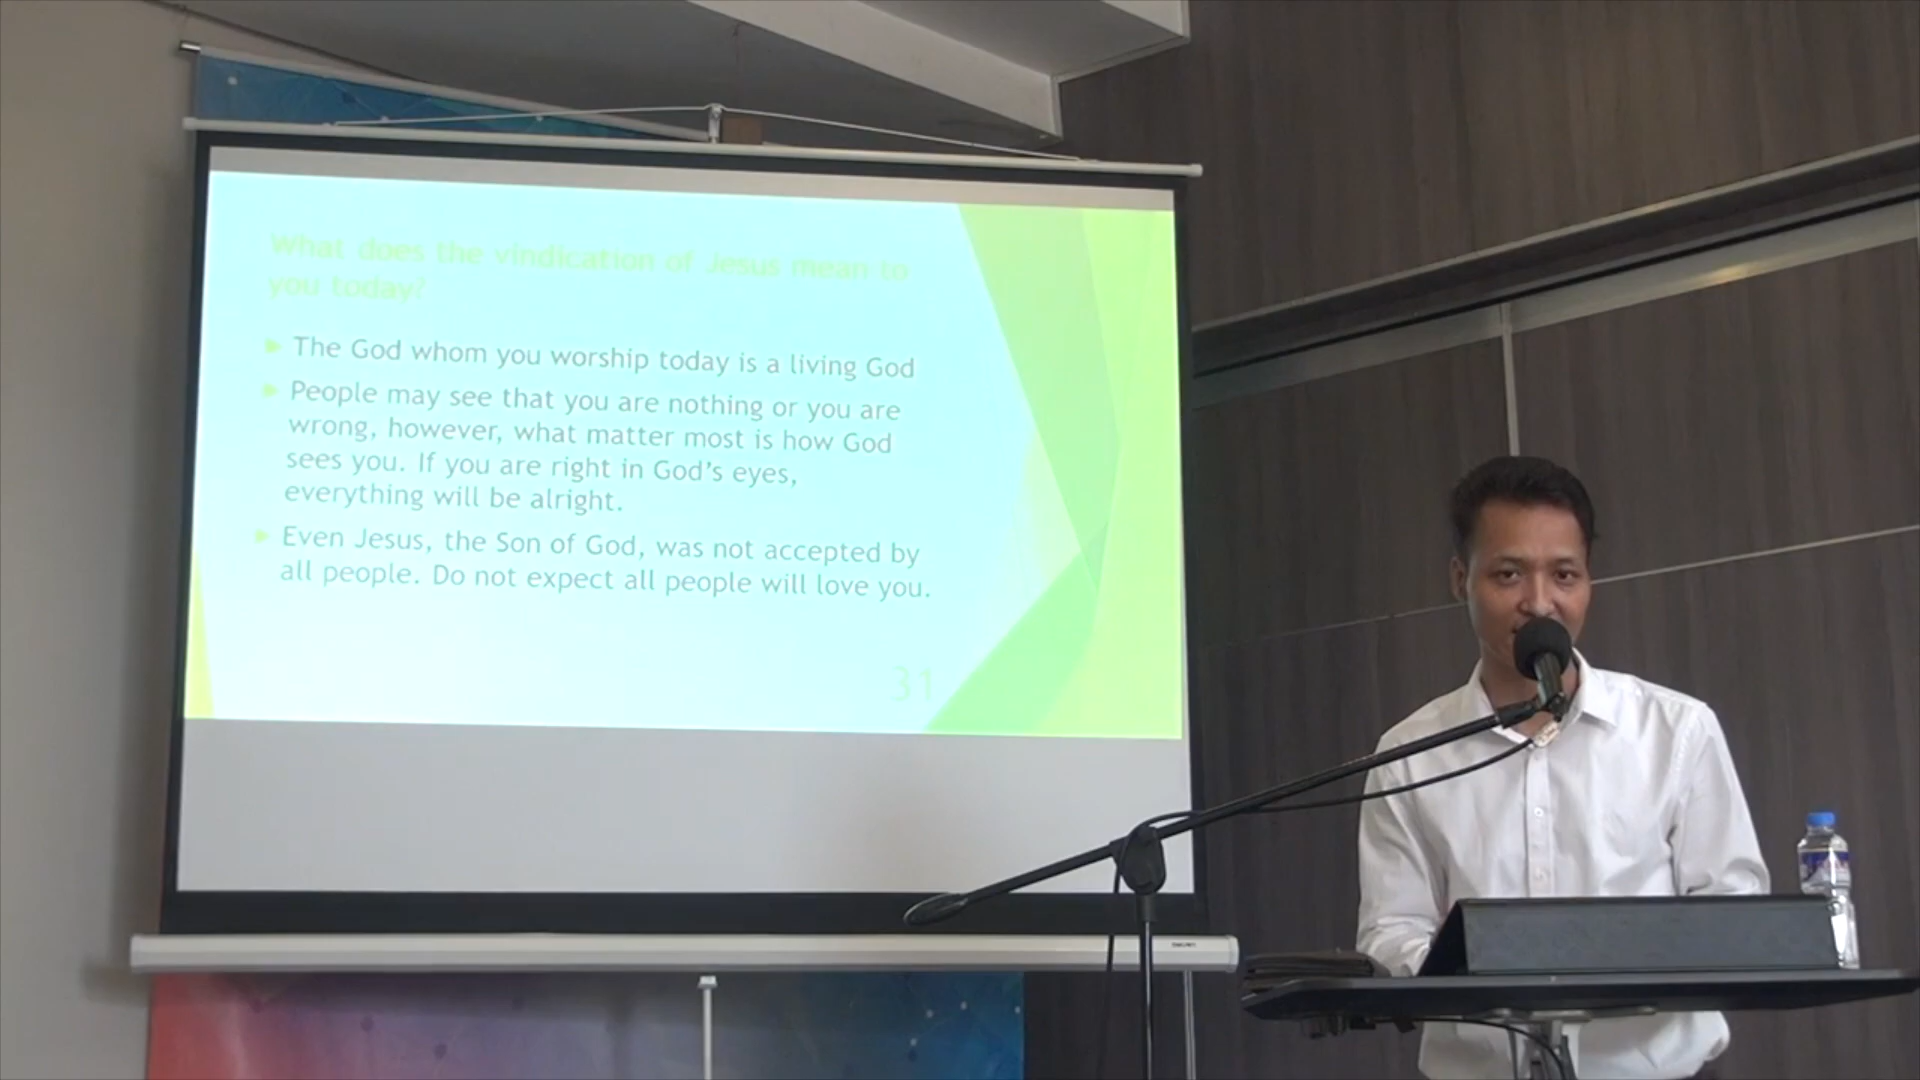 What does the vindication of Jesus mean to
you today?
The God whom you worship today is a living God
People may see that you are nothing or you are
wrong, however, what matter most is how God
sees you. If you are right in God's eyes,
everything will be alright.
Even Jesus, the Son of God, was not accepted by
all people. Do not expect all people will love you.
31